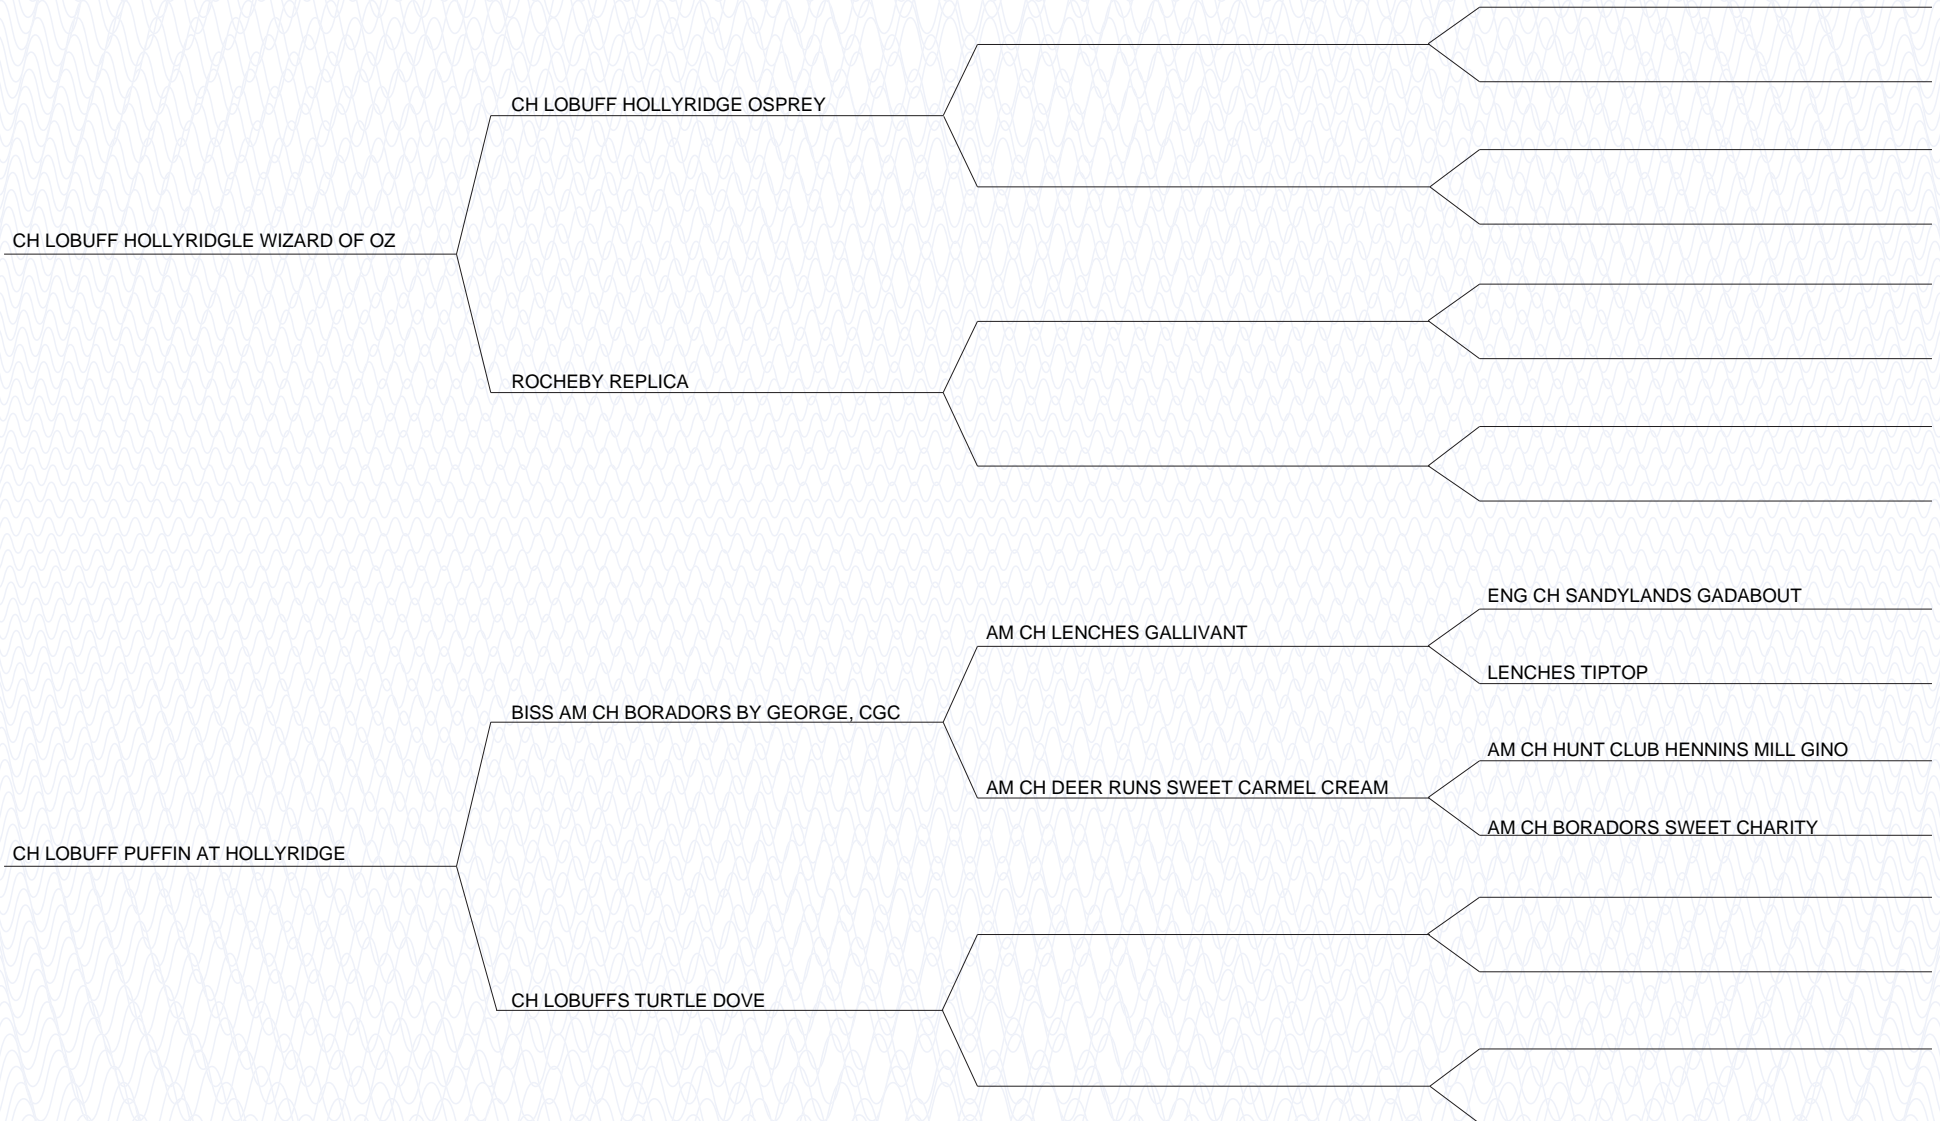 CH LOBUFF HOLLYRIDGLE WIZARD OF OZ
CH LOBUFF HOLLYRIDGE OSPREY
ROCHEBY REPLICA
CH LOBUFF PUFFIN AT HOLLYRIDGE
BISS AM CH BORADORS BY GEORGE, CGC
AM CH LENCHES GALLIVANT
ENG CH SANDYLANDS GADABOUT
LENCHES TIPTOP
AM CH DEER RUNS SWEET CARMEL CREAM
AM CH HUNT CLUB HENNINS MILL GINO
AM CH BORADORS SWEET CHARITY
CH LOBUFFS TURTLE DOVE